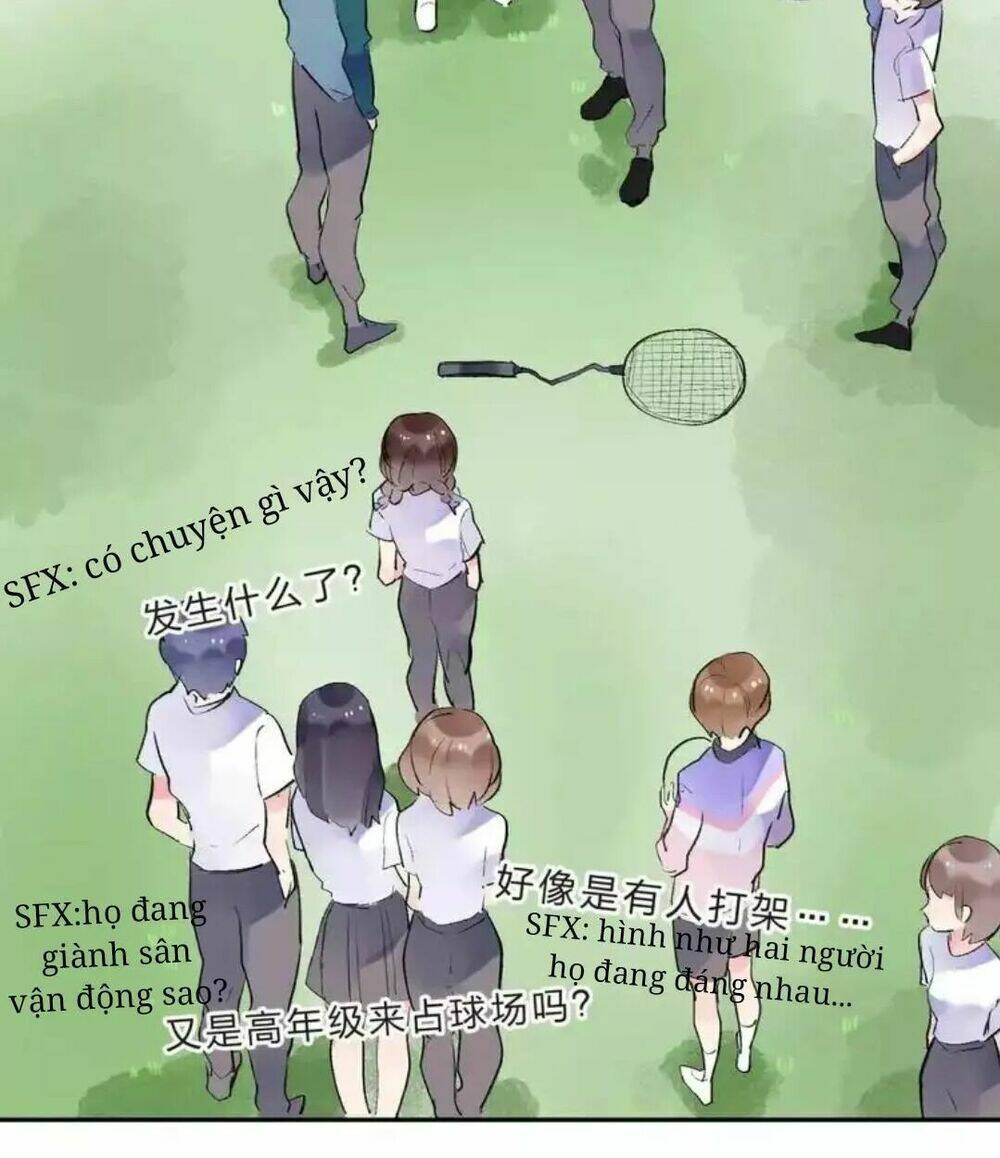 SFX: có chuyện gì vậy?
发生什么了?
好像是有人打架……
SFX: hình như hai người
họ đang đáng nhau...
SFX:họ đang
giành sân
vận động sao?
又是高年级来占球场吗?